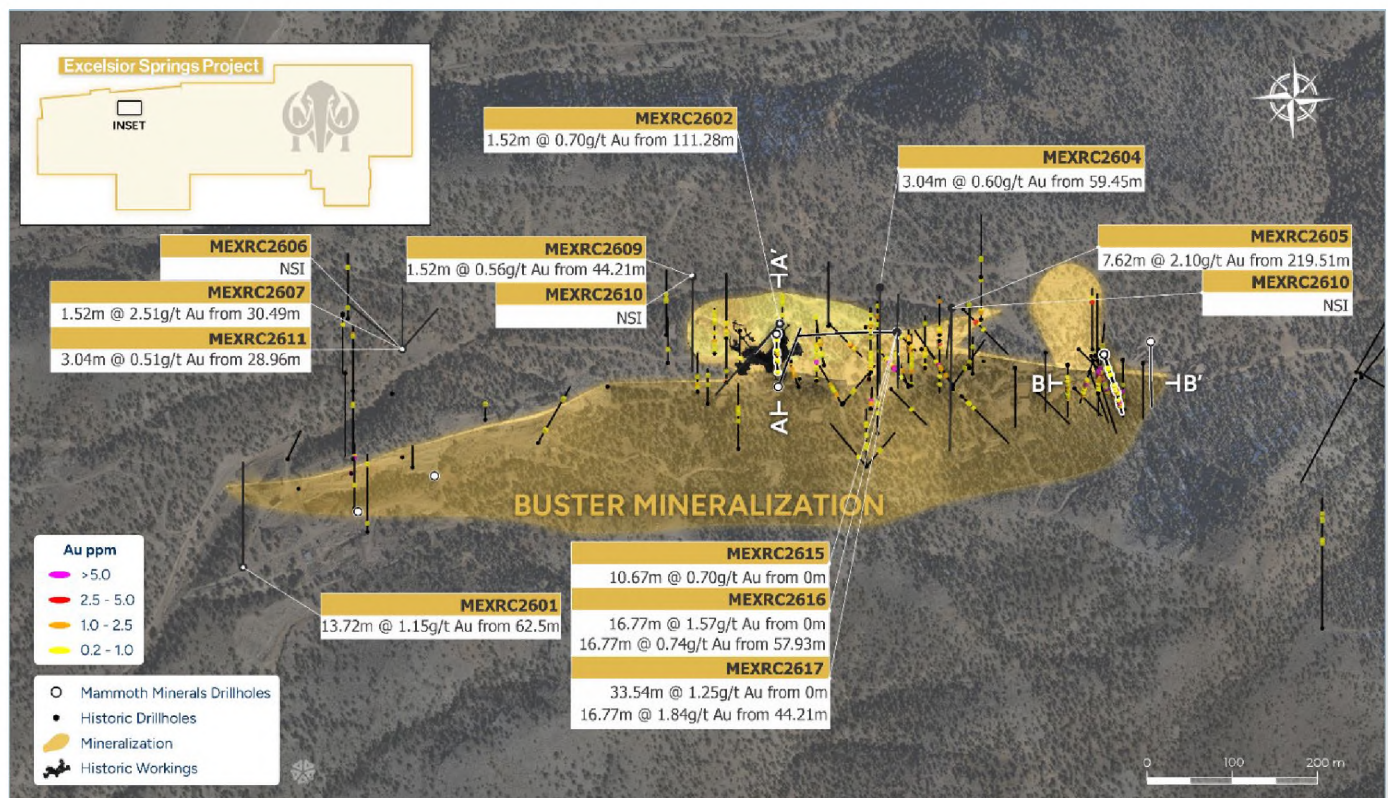 Excelsior Springs Project
INSET
MEXRC2602
1.52m @ 0.70g/t Au from 111.28m
MEXRC2604
3.04m @ 0.60g/t Au from 59.45m
MEXRC2606
NSI
MEXRC2607
1.52m @ 2.51g/t Au from 30.49m
MEXRC2611
3.04m @ 0.51g/t Au from 28.96m
MEXRC2609
1.52m @ 0.56g/t Au from 44.21m
MEXRC2610
NSI
MEXRC2605
7.62m @ 2.10g/t Au from 219.51m
MEXRC2610
NSI
A'
A
B
B'
BUSTER MINERALIZATION
MEXRC2615
10.67m @ 0.70g/t Au from 0m
MEXRC2616
16.77m @ 1.57g/t Au from 0m
16.77m @ 0.74g/t Au from 57.93m
MEXRC2617
33.54m @ 1.25g/t Au from 0m
16.77m @ 1.84g/t Au from 44.21m
MEXRC2601
13.72m @ 1.15g/t Au from 62.5m
Au ppm
>5.0
2.5 - 5.0
1.0 - 2.5
0.2 - 1.0
Mammoth Minerals Drillholes
Historic Drillholes
Mineralization
Historic Workings
0 100 200 m